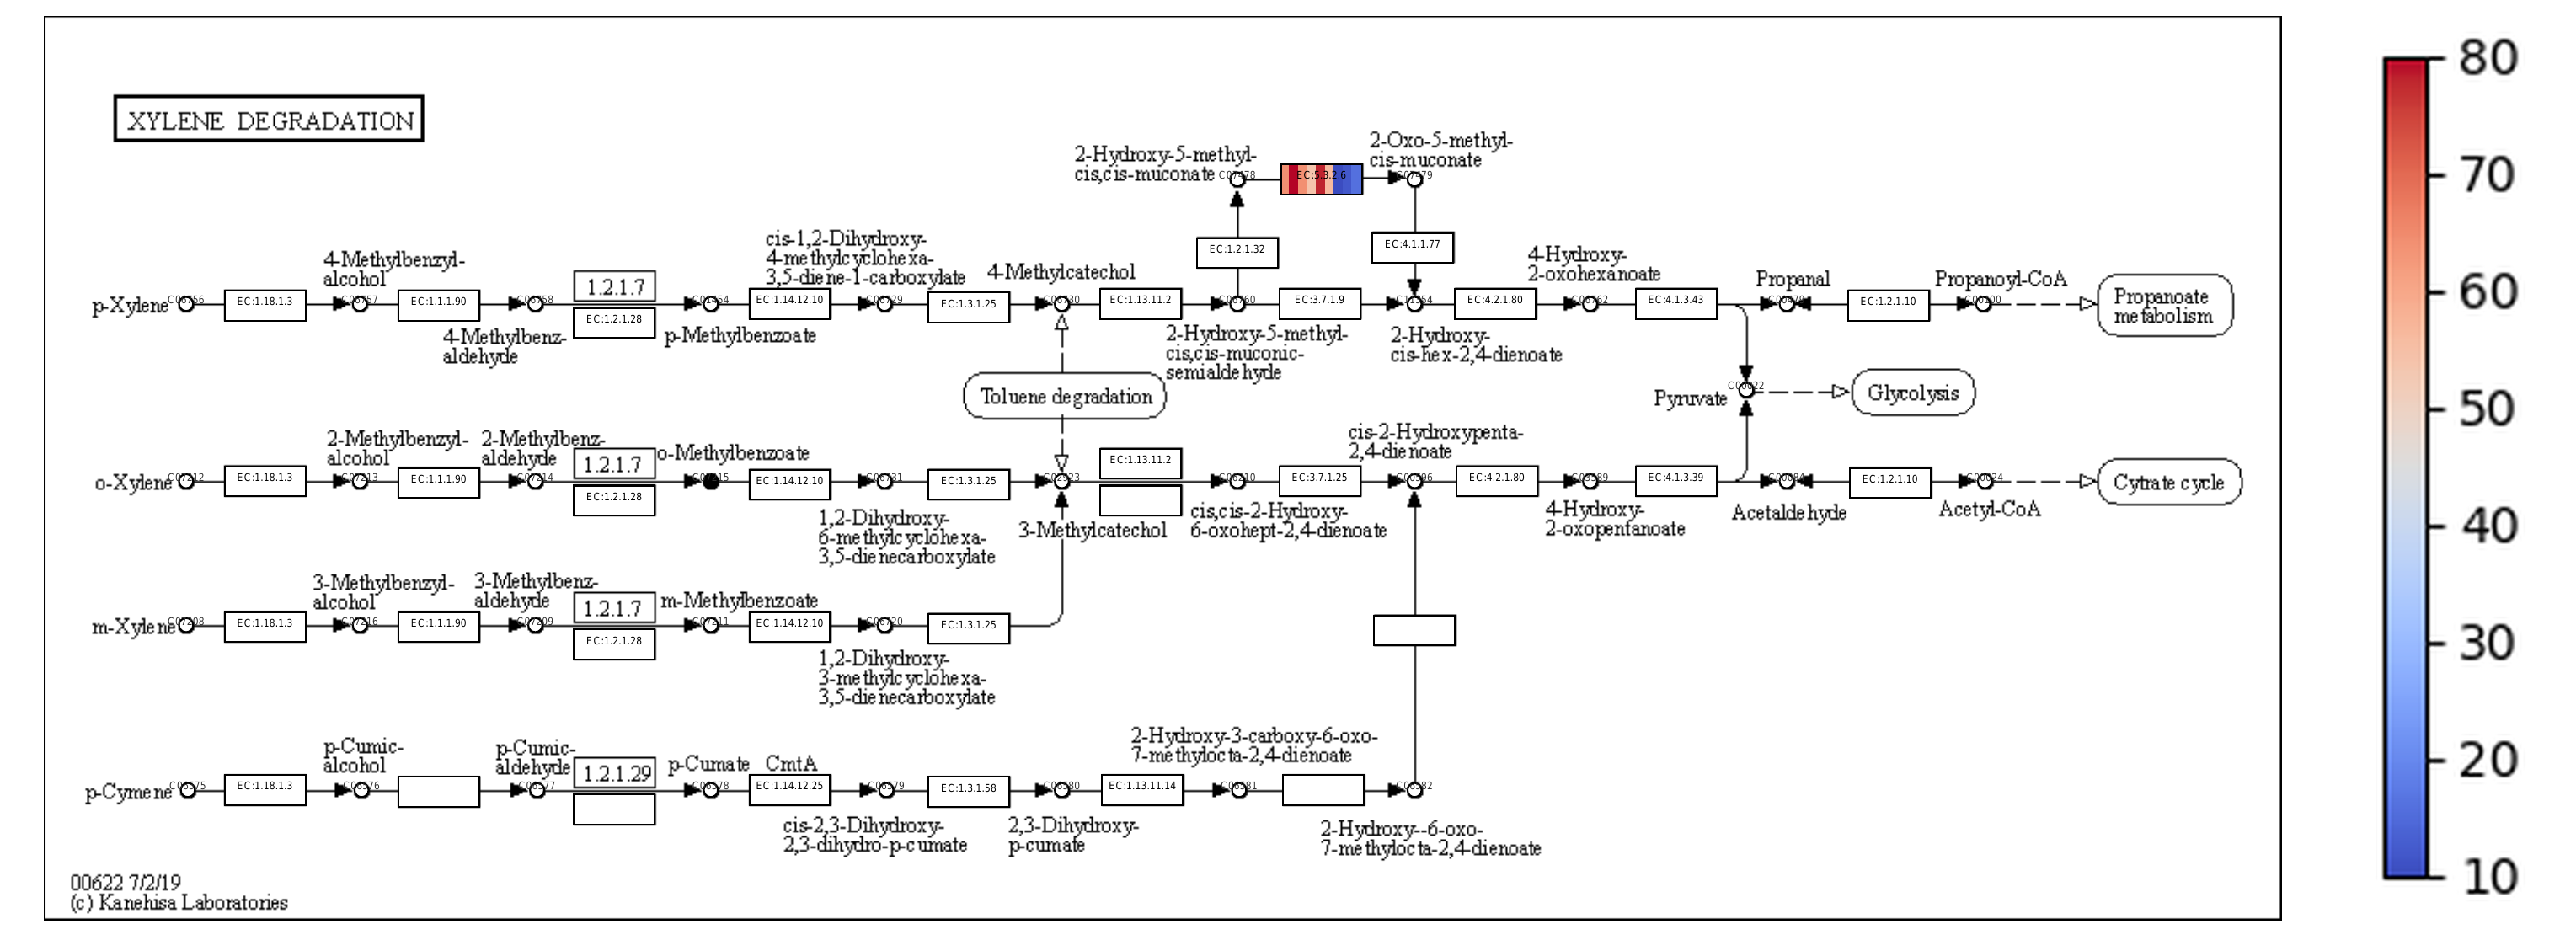 XYLENE DEGRADATION
80
70
60
50
40
30
20
10
2-Hydroxy-5-methyl-
cis,cis-muconate
C07478
EC:5.3.2.6
2-Oxo-5-methyl-
cis-muconate
C07479
EC:1.2.1.32
EC:4.1.1.77
p-Xylene
C06756
EC:1.18.1.3
4-Methylbenzyl-
alcohol
C06757
EC:1.1.1.90
C06758
4-Methylbenz-
aldehyde
1.2.1.7
EC:1.2.1.28
C01454
p-Methylbenzoate
EC:1.14.12.10
cis-1,2-Dihydroxy-
4-methylcyclohexa-
3,5-diene-1-carboxylate
C06729
EC:1.3.1.25
4-Methylcatechol
C06730
EC:1.13.11.2
C06760
2-Hydroxy-5-methyl-
cis,cis-muconic-
semialdehyde
EC:3.7.1.9
2-Hydroxy-
cis-hex-2,4-dienoate
EC:4.2.1.80
4-Hydroxy-
2-oxohexanoate
C06762
EC:4.1.3.43
Propanal
EC:1.2.1.10
Propanoyl-CoA
C00100
Propanoate
metabolism
Toluene degradation
Pyruvate
C00022
Glycolysis
o-Xylene
C07212
EC:1.18.1.3
2-Methylbenzyl-
alcohol
C07213
EC:1.1.1.90
2-Methylbenz-
aldehyde
C07214
1.2.1.7
EC:1.2.1.28
o-Methylbenzoate
EC:1.14.12.10
C06731
1,2-Dihydroxy-
6-methylcyclohexa-
3,5-dienecarboxylate
EC:1.3.1.25
C02923
3-Methylcatechol
EC:1.13.11.2
C06210
cis,cis-2-Hydroxy-
6-oxohept-2,4-dienoate
EC:3.7.1.25
cis-2-Hydroxypenta-
2,4-dienoate
C00596
EC:4.2.1.80
C03589
4-Hydroxy-
2-oxopentanoate
EC:4.1.3.39
C00084
Acetaldehyde
EC:1.2.1.10
C00024
Acetyl-CoA
Cytrate cycle
m-Xylene
C07208
EC:1.18.1.3
3-Methylbenzyl-
alcohol
C07216
EC:1.1.1.90
3-Methylbenz-
aldehyde
C07209
1.2.1.7
EC:1.2.1.28
m-Methylbenzoate
C07211
EC:1.14.12.10
C06720
1,2-Dihydroxy-
3-methylcyclohexa-
3,5-dienecarboxylate
EC:1.3.1.25
p-Cymene
C06575
EC:1.18.1.3
p-Cumic-
alcohol
C06576
p-Cumic-
aldehyde
C06577
1.2.1.29
p-Cumate
C06578
CmtA
EC:1.14.12.25
C06579
cis-2,3-Dihydroxy-
2,3-dihydro-p-cumate
EC:1.3.1.58
C06580
2,3-Dihydroxy-
p-cumate
EC:1.13.11.14
2-Hydroxy-3-carboxy-6-oxo-
7-methylocta-2,4-dienoate
C06581
C06582
2-Hydroxy--6-oxo-
7-methylocta-2,4-dienoate
00622 7/2/19
(c) Kanehisa Laboratories